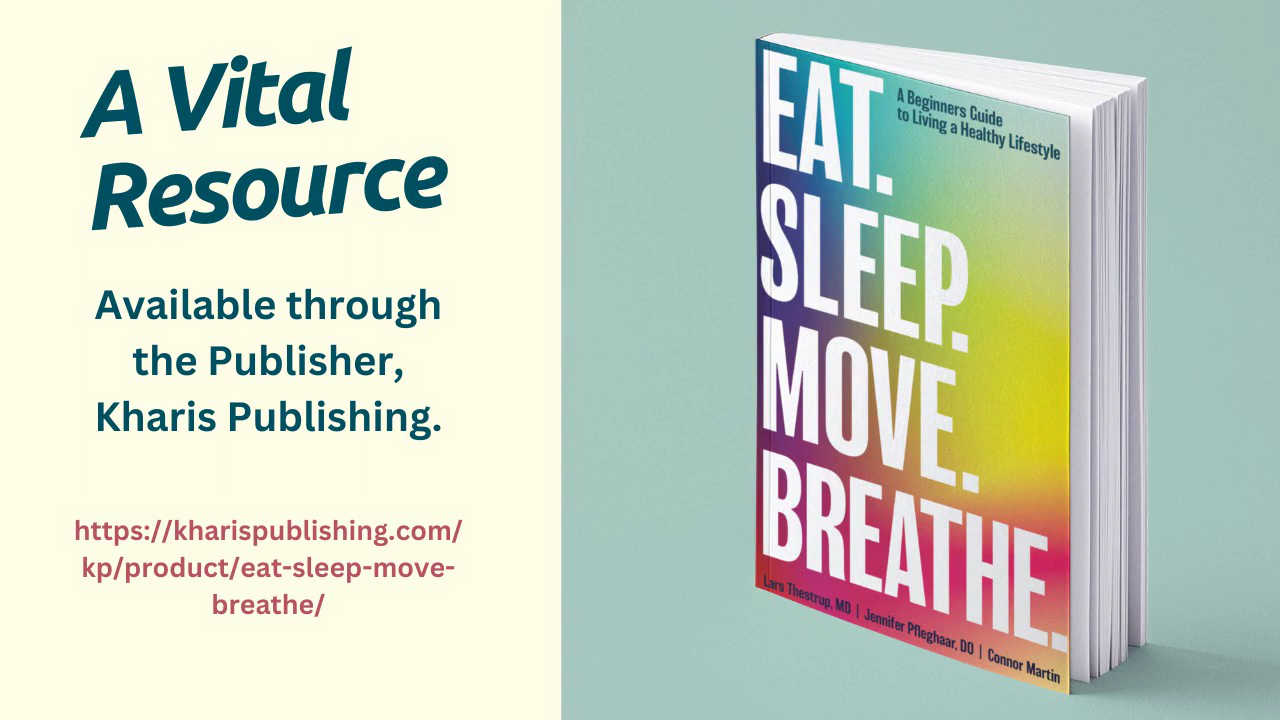 A Vital
Resource
Available through
the Publisher,
Kharis Publishing.
https://kharispublishing.com/
kp/product/eat-sleep-move-
breathe/
EAT.
A Beginners Guide
to Living a Healthy Lifestyle
SLEEP.
MOVE.
BREATHE.
Lars Thestrup, MD | Jennifer Pfleghaar, DO | Connor Martin